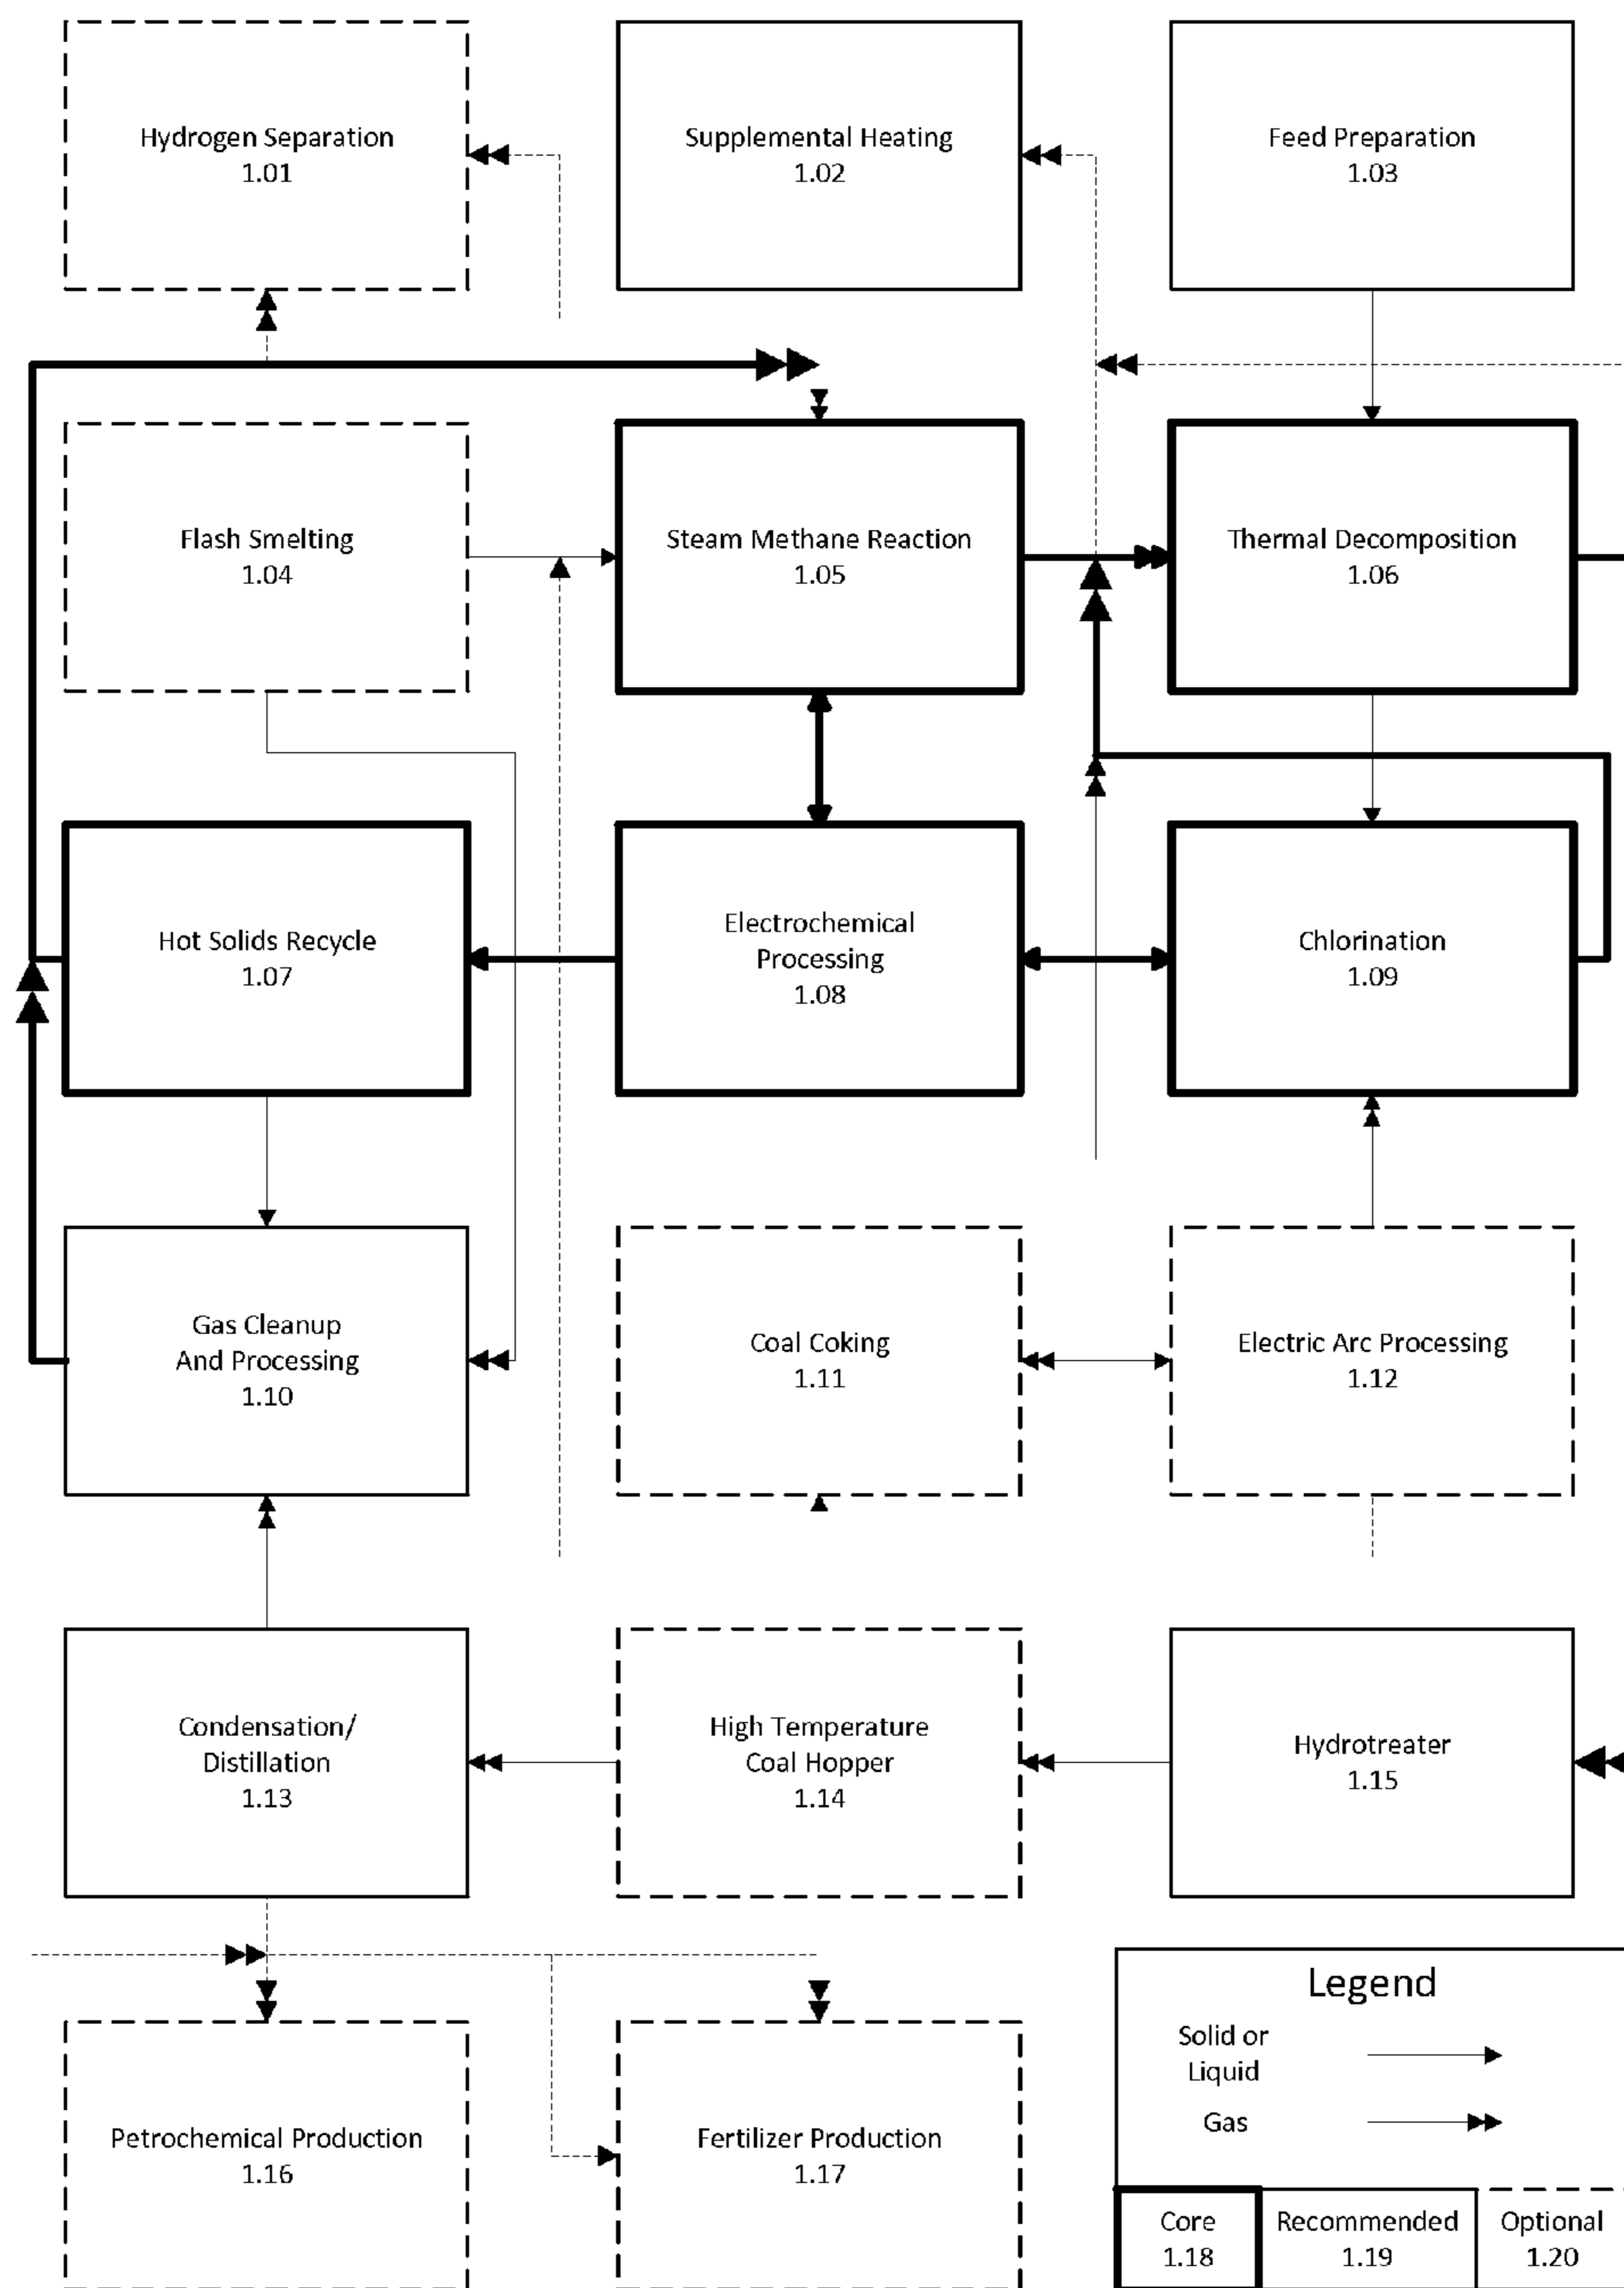 Hydrogen Separation
1.01
Supplemental Heating
1.02
Feed Preparation
1.03
Flash Smelting
1.04
Steam Methane Reaction
1.05
Thermal Decomposition
1.06
Hot Solids Recycle
1.07
Electrochemical
Processing
1.08
Chlorination
1.09
Gas Cleanup
And Processing
1.10
Coal Coking
1.11
Electric Arc Processing
1.12
Condensation/
Distillation
1.13
High Temperature
Coal Hopper
1.14
Hydrotreater
1.15
Petrochemical Production
1.16
Fertilizer Production
1.17
Legend
Solid or
Liquid
Gas
Core
1.18
Recommended
1.19
Optional
1.20